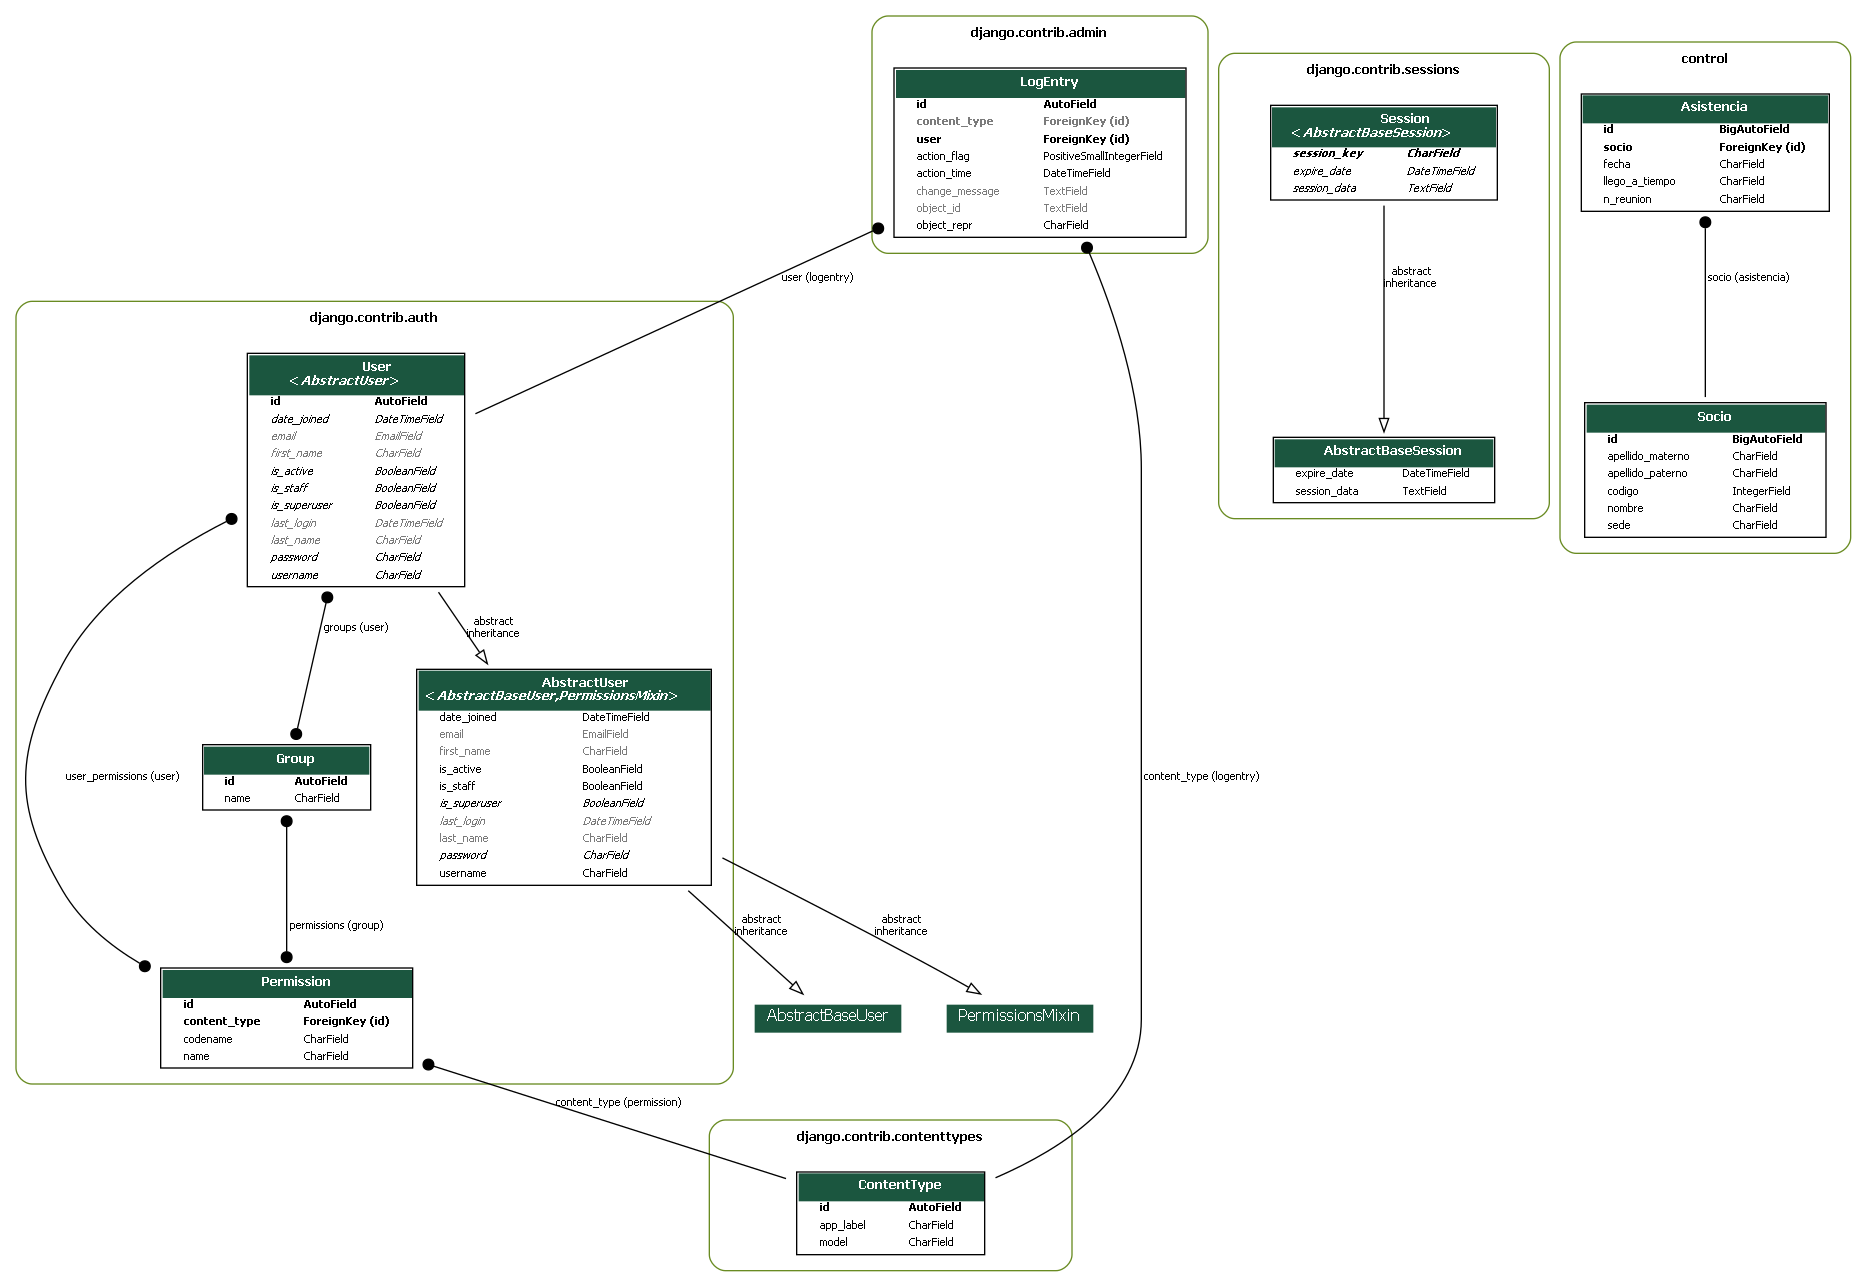 django.contrib.admin
LogEntry
id AutoField
content_type ForeignKey (id)
user ForeignKey (id)
action_flag PositiveSmallIntegerField
action_time DateTimeField
change_message TextField
object_id TextField
object_repr CharField
django.contrib.sessions
Session
<AbstractBaseSession>
session_key CharField
expire_date DateTimeField
session_data TextField
abstract
inheritance
AbstractBaseSession
expire_date DateTimeField
session_data TextField
control
Asistencia
id BigAutoField
socio ForeignKey (id)
fecha CharField
llego_a_tiempo CharField
n_reunion CharField
socio (asistencia)
Socio
id BigAutoField
apellido_materno CharField
apellido_paterno CharField
codigo IntegerField
nombre CharField
sede CharField
user (logentry)
django.contrib.auth
User
<AbstractUser>
id AutoField
date_joined DateTimeField
email EmailField
first_name CharField
is_active BooleanField
is_staff BooleanField
is_superuser BooleanField
last_login DateTimeField
last_name CharField
password CharField
username CharField
groups (user)
abstract
inheritance
AbstractUser
<AbstractBaseUser,PermissionsMixin>
date_joined DateTimeField
email EmailField
first_name CharField
is_active BooleanField
is_staff BooleanField
is_superuser BooleanField
last_login DateTimeField
last_name CharField
password CharField
username CharField
Group
id AutoField
name CharField
user_permissions (user)
content_type (logentry)
permissions (group)
abstract
inheritance
abstract
inheritance
Permission
id AutoField
content_type ForeignKey (id)
codename CharField
name CharField
AbstractBaseUser
PermissionsMixin
content_type (permission)
django.contrib.contenttypes
ContentType
id AutoField
app_label CharField
model CharField